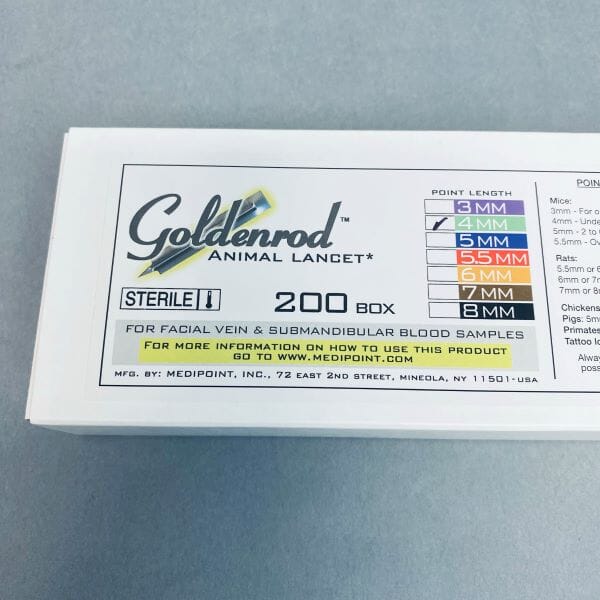 Goldenrod™
ANIMAL LANCET*
STERILE
200 BOX
POINT LENGTH
3 MM
4 MM
5 MM
5.5 MM
6 MM
7 MM
8 MM
FOR FACIAL VEIN & SUBMANDIBULAR BLOOD SAMPLES
FOR MORE INFORMATION ON HOW TO USE THIS PRODUCT
GO TO WWW.MEDIPOINT.COM
MFG. BY: MEDIPOINT, INC., 72 EAST 2ND STREET, MINEOLA, NY 11501-USA
POIN
Mice:
3mm - For o
4mm - Unde
5mm - 2 to
5.5mm - Ov
Rats:
5.5mm or 6
6mm or 7m
7mm or 8m
Chickens
Pigs: 5m
Primates
Tattoo
Alway
poss